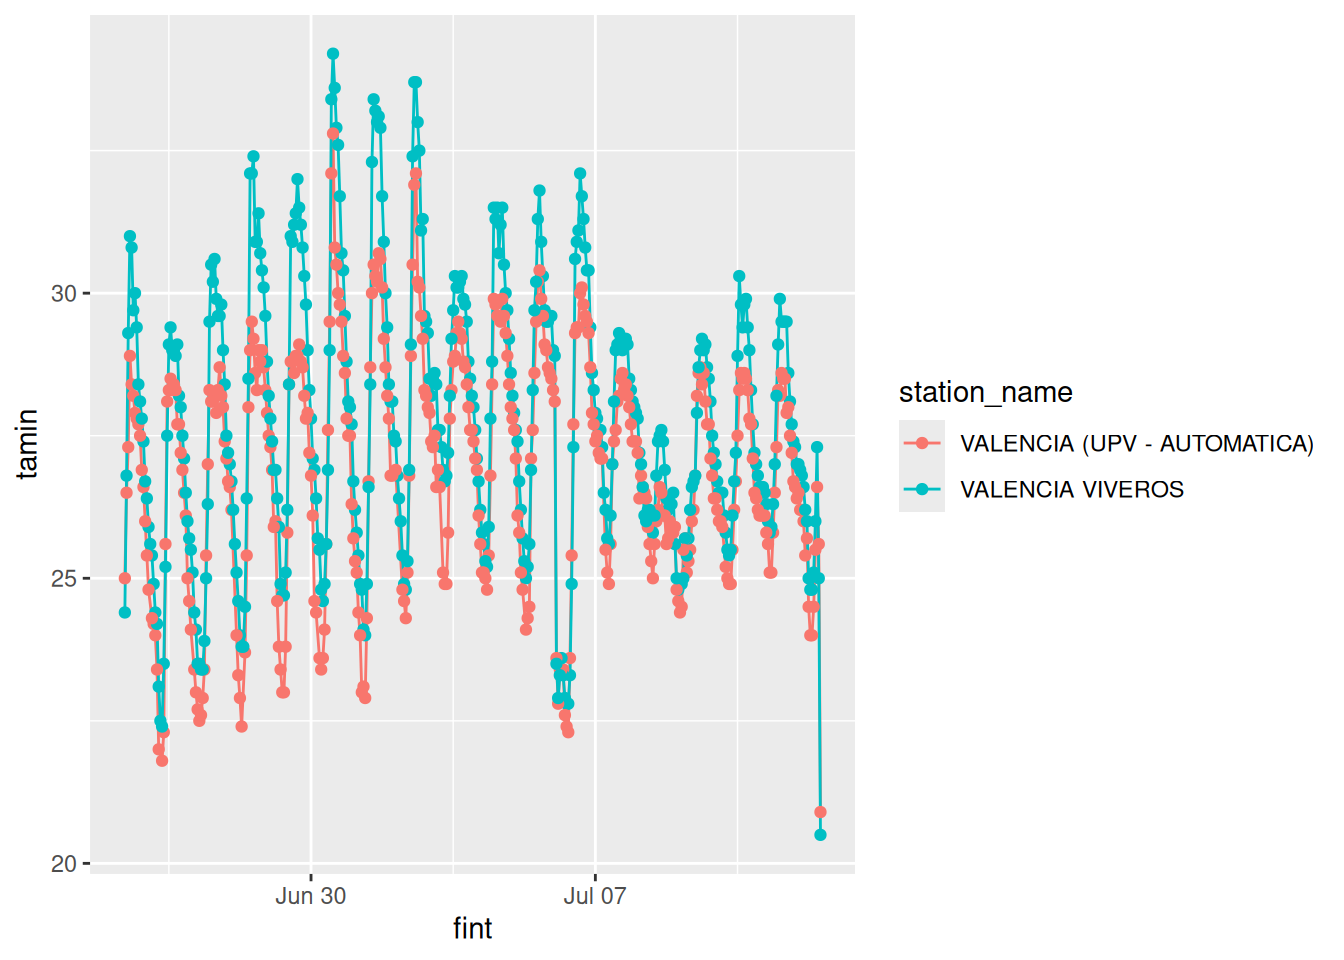 tamin
30
25
20
Jun 30
Jul 07
fint
station_name
VALENCIA (UPV - AUTOMATICA)
VALENCIA VIVEROS